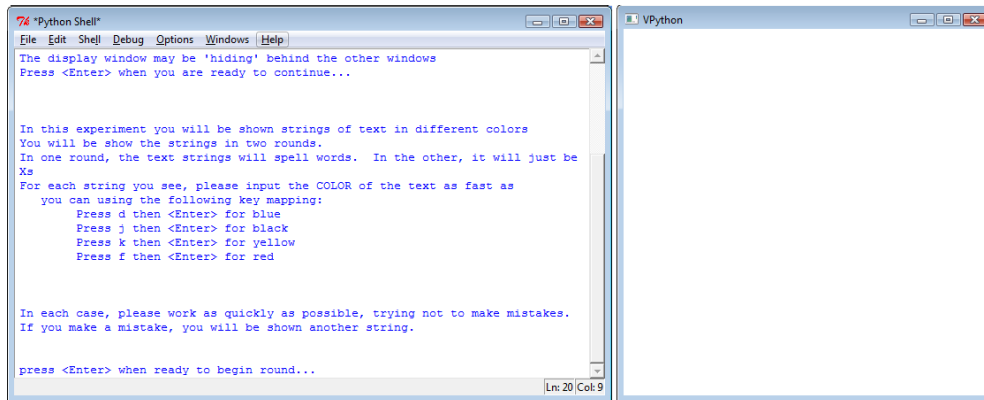 *Python Shell*
File Edit Shell Debug Options Windows Help
The display window may be 'hiding' behind the other windows
Press <Enter> when you are ready to continue...
In this experiment you will be shown strings of text in different colors
You will be show the strings in two rounds.
In one round, the text strings will spell words.  In the other, it will just be
Xs
For each string you see, please input the COLOR of the text as fast as
you can using the following key mapping:
Press d then <Enter> for blue
Press j then <Enter> for black
Press k then <Enter> for yellow
Press f then <Enter> for red
In each case, please work as quickly as possible, trying not to make mistakes.
If you make a mistake, you will be shown another string.
press <Enter> when ready to begin round...
Ln: 20 Col: 9
VPython